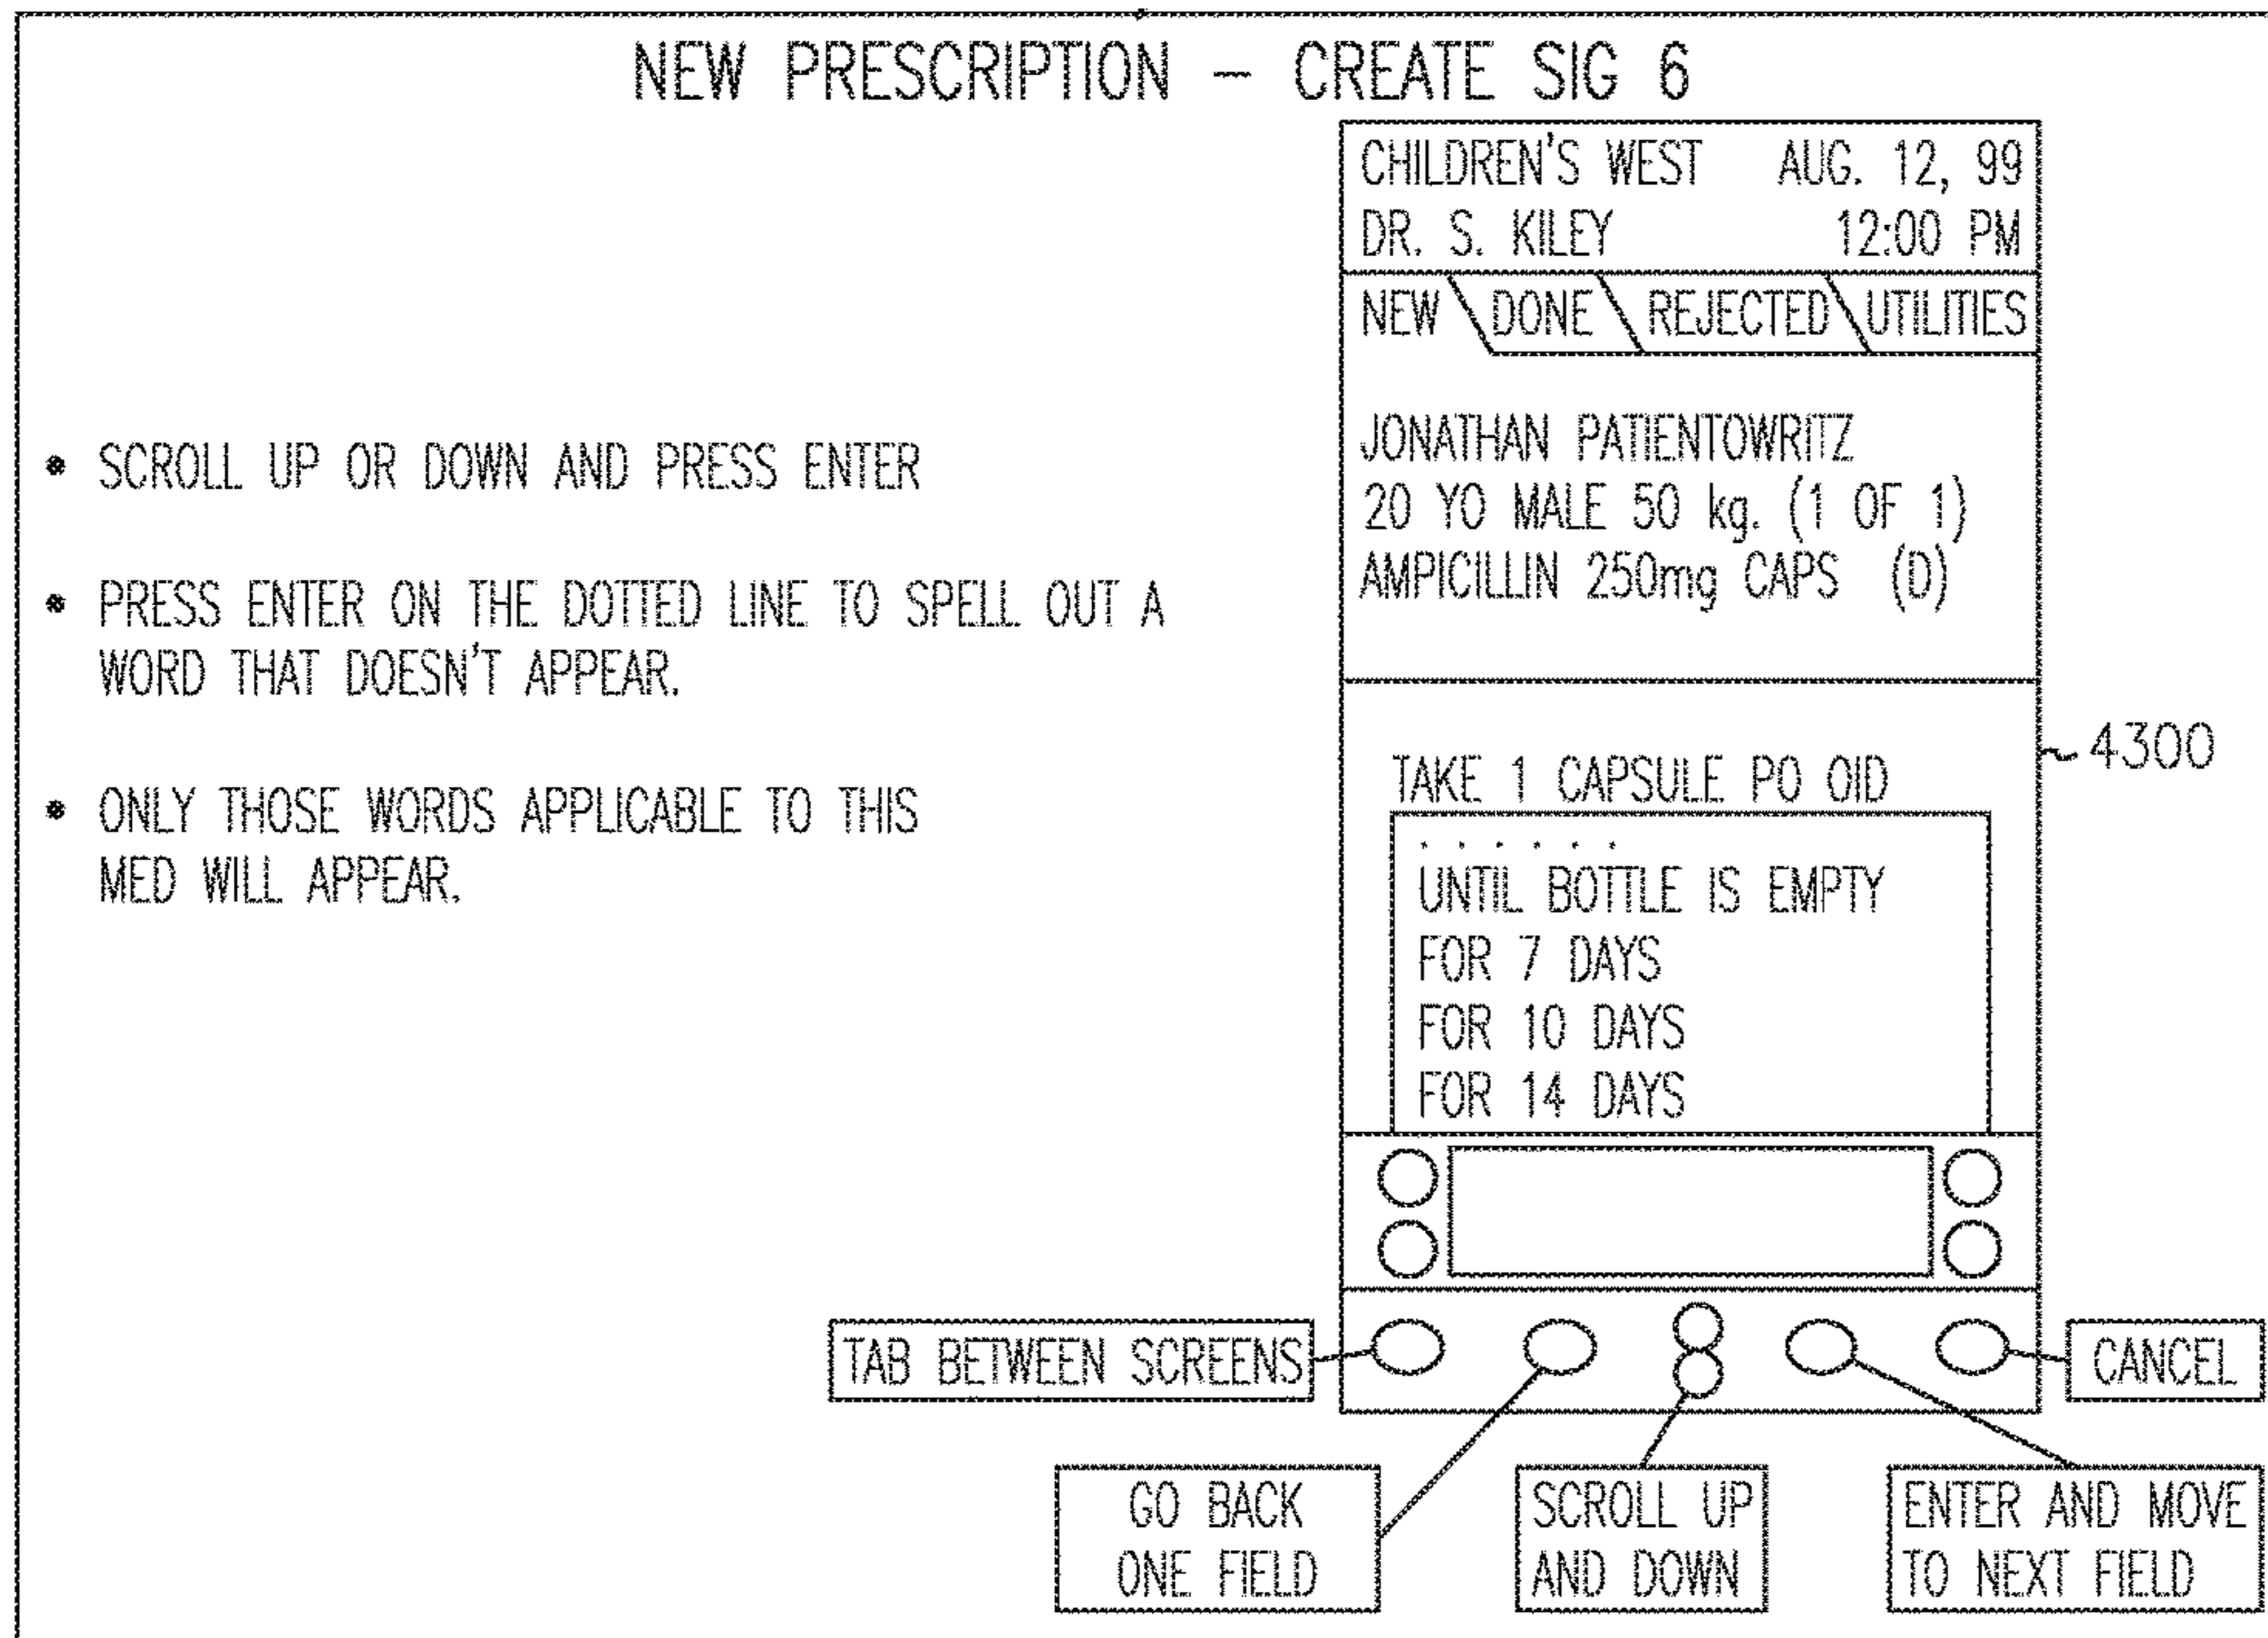 NEW PRESCRIPTION – CREATE SIG 6
• SCROLL UP OR DOWN AND PRESS ENTER
• PRESS ENTER ON THE DOTTED LINE TO SPELL OUT A
WORD THAT DOESN'T APPEAR.
• ONLY THOSE WORDS APPLICABLE TO THIS
MED WILL APPEAR.
CHILDREN'S WEST AUG. 12, 99
DR. S. KILEY 12:00 PM
NEW DONE REJECTED UTILITIES
JONATHAN PATIENTOWRITZ
20 YO MALE 50 kg. (1 OF 1)
AMPICILLIN 250mg CAPS (D)
4300
TAKE 1 CAPSULE PO OID
. . . . . .
UNTIL BOTTLE IS EMPTY
FOR 7 DAYS
FOR 10 DAYS
FOR 14 DAYS
TAB BETWEEN SCREENS
CANCEL
GO BACK
ONE FIELD
SCROLL UP
AND DOWN
ENTER AND MOVE
TO NEXT FIELD